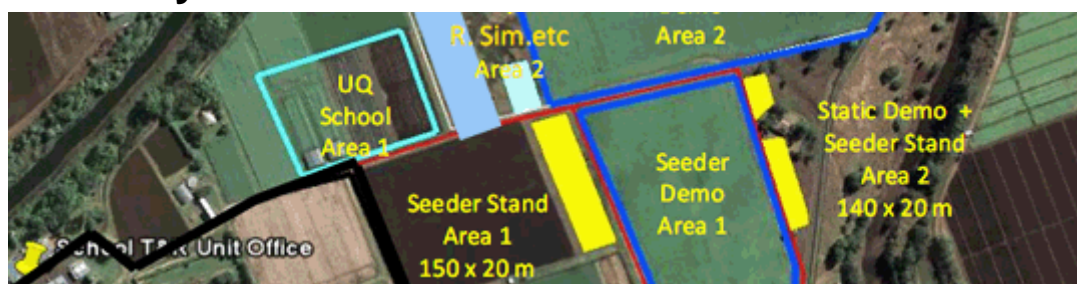 R. Sim.etc
Area 2
Area 2
UQ
School
Area 1
Static Demo +
Seeder Stand
Area 2
140 x 20 m
Seeder
Demo
Area 1
Seeder Stand
Area 1
150 x 20 m
School T&R Unit Office